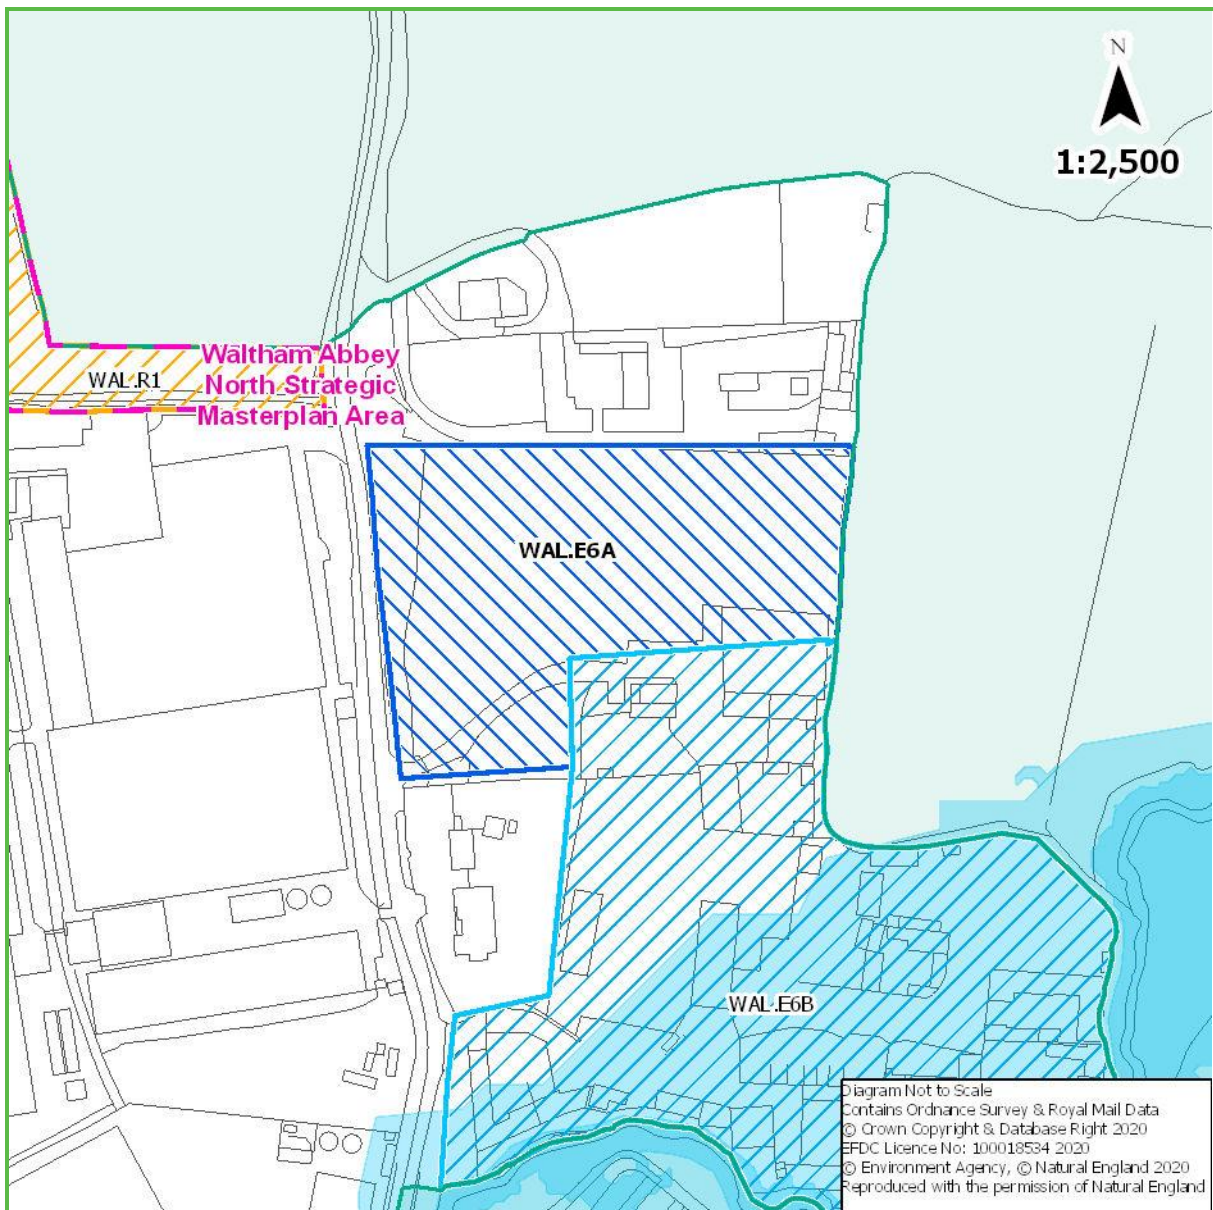 N
1:2,500
Waltham Abbey
North Strategic
Masterplan Area
WAL.R1
WAL.E6A
WAL.E6B
Diagram Not to Scale
Contains Ordnance Survey & Royal Mail Data
© Crown Copyright & Database Right 2020
EFDC Licence No: 100018534 2020
© Environment Agency, © Natural England 2020
Reproduced with the permission of Natural England